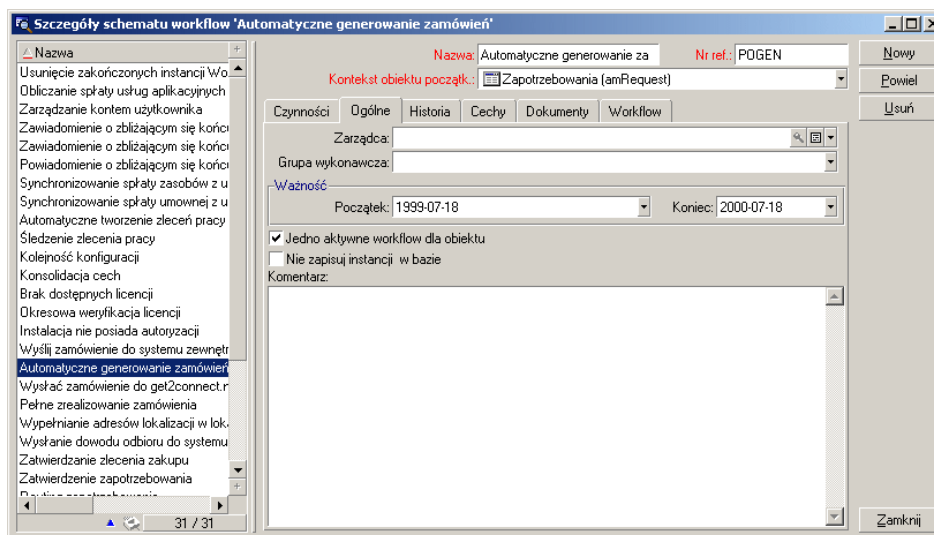 Szczegóły schematu workflow 'Automatyczne generowanie zamówień'
Nazwa
Usunięcie zakończonych instancji Wo
Obliczanie spłaty usług aplikacyjnych
Zarządzanie kontem użytkownika
Zawiadomienie o zbliżającym się końcu
Zawiadomienie o zbliżającym się końcu
Powiadomienie o zbliżającym się końcu
Synchronizowanie spłaty zasobów z u
Synchronizowanie spłaty umownej z u
Automatyczne tworzenie zleceń pracy
Śledzenie zlecenia pracy
Kolejność konfiguracji
Konsolidacja cech
Brak dostępnych licencji
Okresowa weryfikacja licencji
Instalacja nie posiada autoryzacji
Wyślij zamówienie do systemu zewnętr
Automatyczne generowanie zamówień
Wysłać zamówienie do get2connect.n
Pełne zrealizowanie zamówienia
Wypełnianie adresów lokalizacji w lok
Wysłanie dowodu odbioru do systemu
Zatwierdzanie zlecenia zakupu
Zatwierdzenie zapotrzebowania
31 / 31
Nazwa: Automatyczne generowanie za Nr ref.: POGEN
Kontekst obiektu początk.: Zapotrzebowania (amRequest)
Czynności Ogólne Historia Cechy Dokumenty Workflow
Zarządca:
Grupa wykonawcza:
Ważność
Początek: 1999-07-18 Koniec: 2000-07-18
Jedno aktywne workflow dla obiektu
Nie zapisuj instancji w bazie
Komentarz:
Nowy
Powiel
Usuń
Zamknij